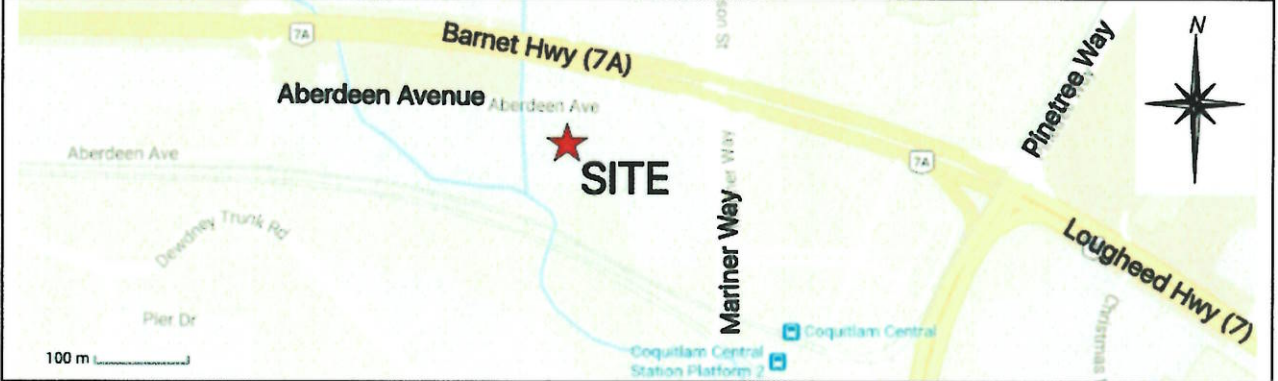 N
7A
Barnet Hwy (7A)
Pinetree Way
Aberdeen Avenue
Aberdeen Ave
Aberdeen Ave
SITE
7A
Mariner Way
Dewdney Trunk Rd
Lougheed Hwy (7)
Pier Dr
Christmas
Coquitlam Central
Coquitlam Central
Station Platform 2
100 m